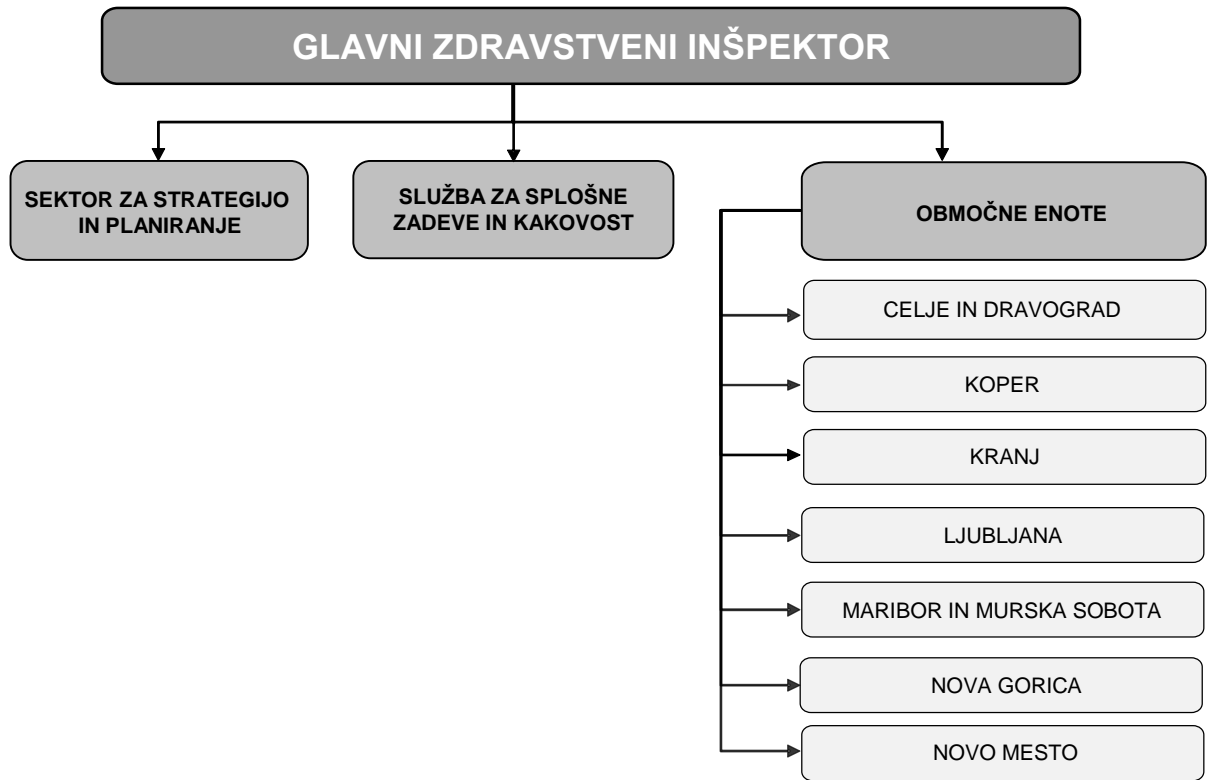 GLAVNI ZDRAVSTVENI INŠPEKTOR
SEKTOR ZA STRATEGIJO
IN PLANIRANJE
SLUŽBA ZA SPLOŠNE
ZADEVE IN KAKOVOST
OBMOČNE ENOTE
CELJE IN DRAVOGRAD
KOPER
KRANJ
LJUBLJANA
MARIBOR IN MURSKA SOBOTA
NOVA GORICA
NOVO MESTO